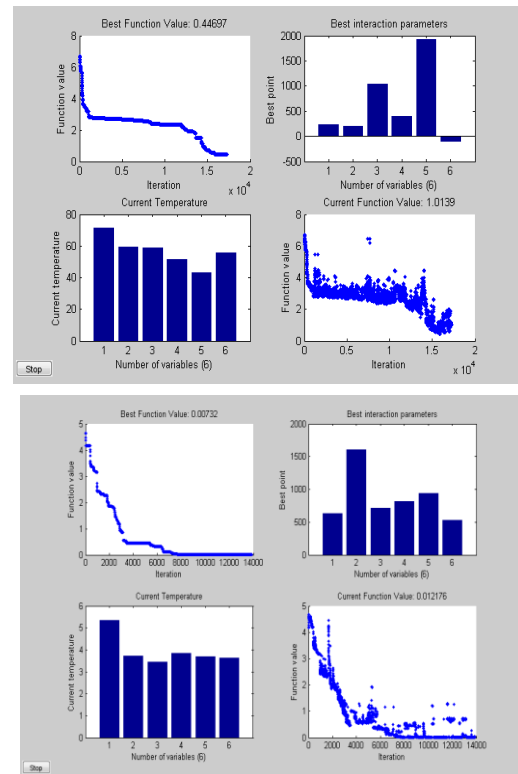 Best Function Value: 0.44697
8
6
4
2
0
Function value
0 0.5 1 1.5 2
x 10^4
Iteration
Best interaction parameters
2000
1500
1000
500
0
-500
Best point
1 2 3 4 5 6
Number of variables (6)
Current Temperature
80
60
40
20
0
Current temperature
1 2 3 4 5 6
Number of variables (6)
Current Function Value: 1.0139
8
6
4
2
0
Function value
0 0.5 1 1.5 2
x 10^4
Iteration
Stop
Best Function Value: 0.00732
5
4
3
2
1
0
Function value
0 2000 4000 6000 8000 10000 12000 14000
Iteration
Best interaction parameters
2000
1500
1000
500
0
Best point
1 2 3 4 5 6
Number of variables (6)
Current Temperature
6
5
4
3
2
1
0
Current temperature
1 2 3 4 5 6
Number of variables (6)
Current Function Value: 0.012176
5
4
3
2
1
0
Function value
0 2000 4000 6000 8000 10000 12000 14000
Iteration
Stop